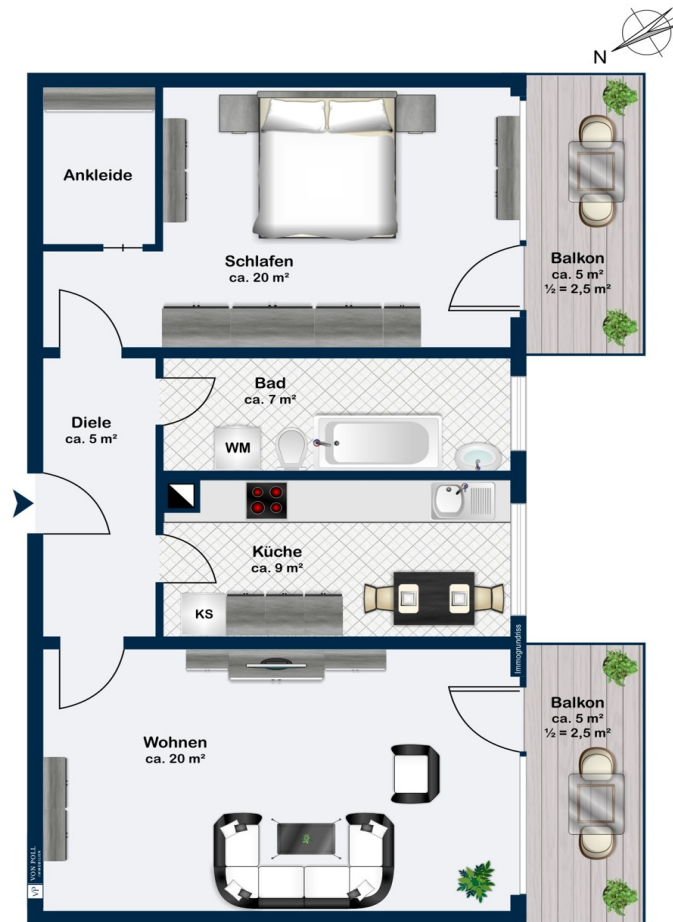 N
Ankleide
Schlafen
ca. 20 m²
Balkon
ca. 5 m²
½ = 2,5 m²
Bad
ca. 7 m²
Diele
ca. 5 m²
WM
Küche
ca. 9 m²
KS
Immogrundriss
Balkon
ca. 5 m²
½ = 2,5 m²
Wohnen
ca. 20 m²
VP
VON POLL
IMMOBILIEN